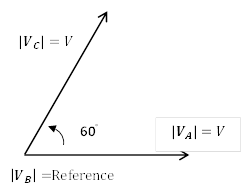 |V_C| = V
60°
|V_A| = V
|V_B| =Reference